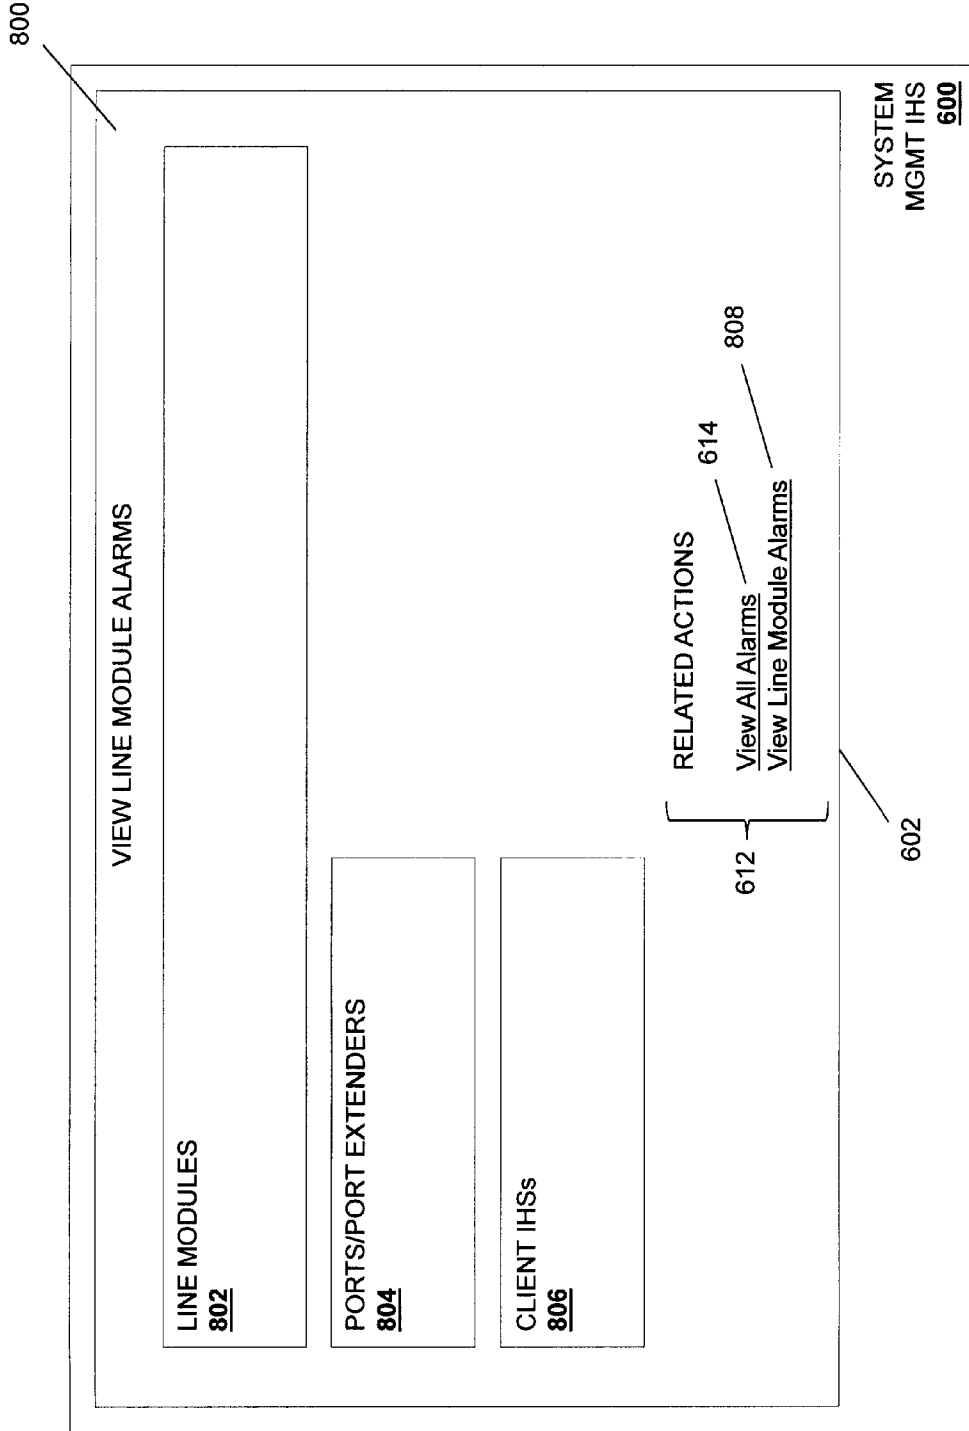 800
VIEW LINE MODULE ALARMS
LINE MODULES
802
PORTS/PORT EXTENDERS
804
CLIENT IHSs
806
RELATED ACTIONS
614
808
View All Alarms
View Line Module Alarms
612
602
SYSTEM
MGMT IHS
600